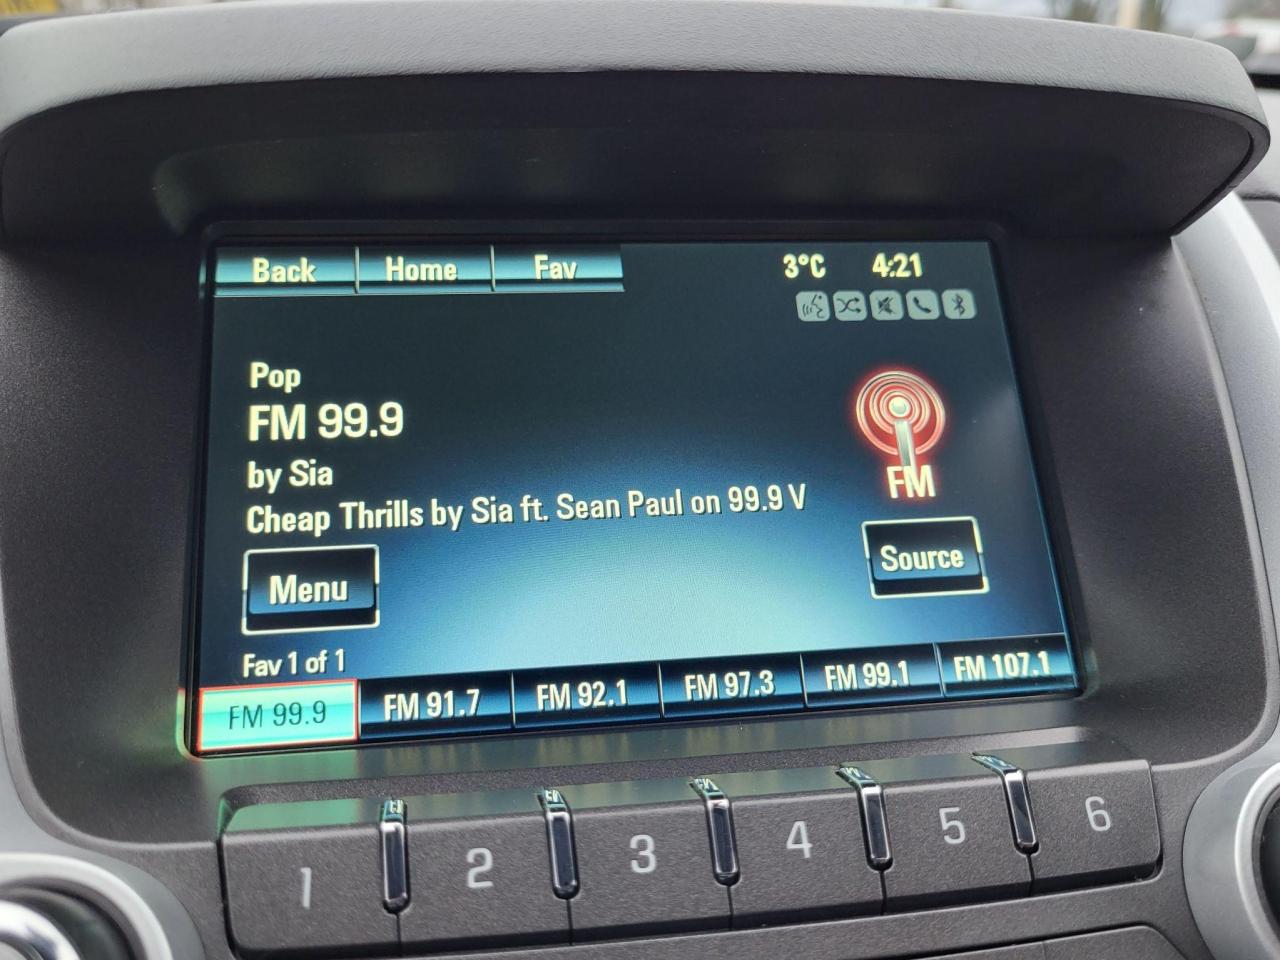 Back Home Fav 3°C 4:21
Pop
FM 99.9
by Sia
Cheap Thrills by Sia ft. Sean Paul on 99.9 V
FM
Menu
Source
Fav 1 of 1
FM 99.9 FM 91.7 FM 92.1 FM 97.3 FM 99.1 FM 107.1
1 2 3 4 5 6